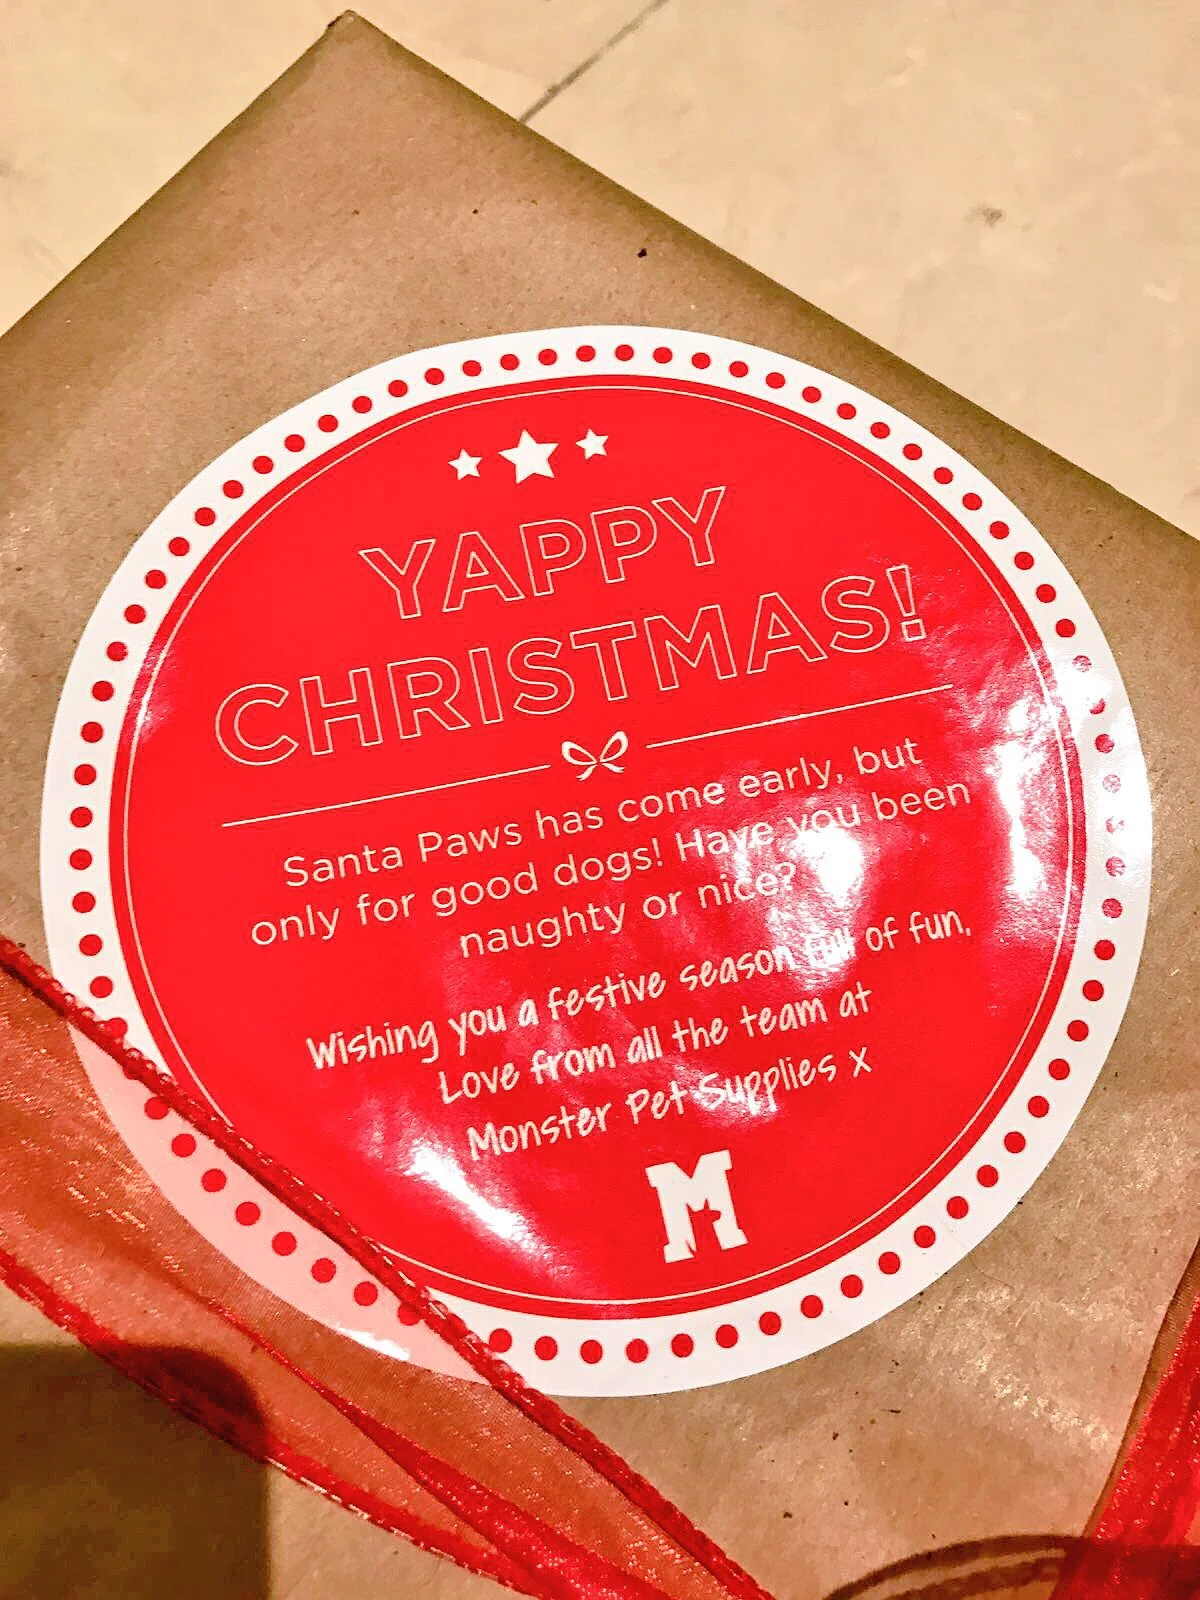 YAPPY
CHRISTMAS!
Santa Paws has come early, but
only for good dogs! Have you been
naughty or nice?
Wishing you a festive season full of fun,
Love from all the team at
Monster Pet Supplies x
M